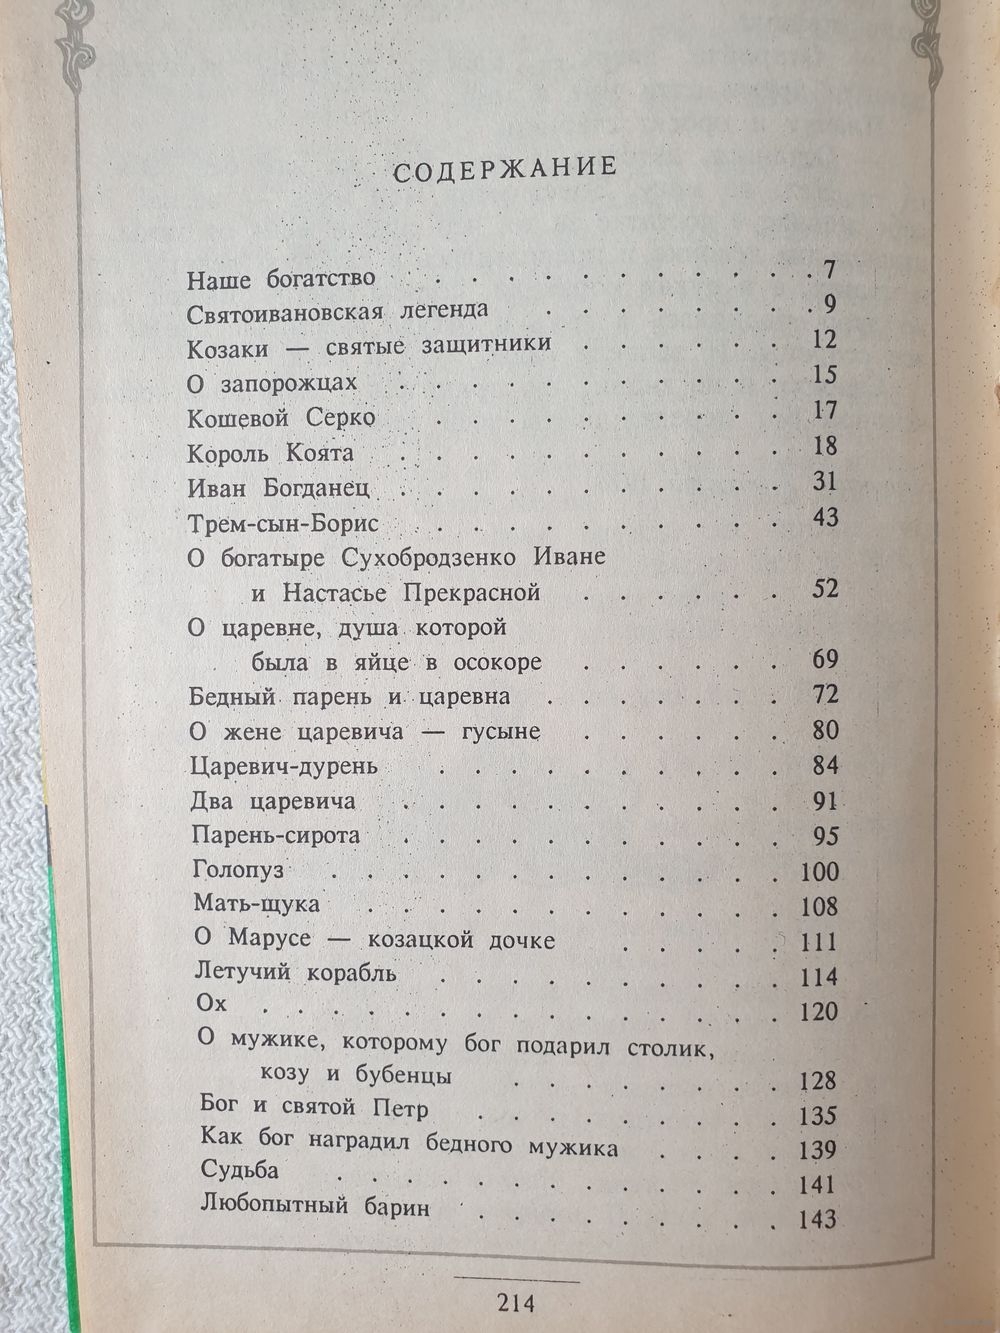 СОДЕРЖАНИЕ
Наше богатство . . . . . . . . . . . 7
Святоивановская легенда . . . . . . . . 9
Козаки — святые защитники . . . . . . 12
О запорожцах . . . . . . . . . . . 15
Кошевой Серко . . . . . . . . . . 17
Король Коята . . . . . . . . . . . 18
Иван Богданец . . . . . . . . . . . 31
Трем-сын-Борис . . . . . . . . . . 43
О богатыре Сухобродзенко Иване
и Настасье Прекрасной . . . . . . 52
О царевне, душа которой
была в яйце в осокоре . . . . . . 69
Бедный парень и царевна . . . . . . . 72
О жене царевича — гусыне . . . . . . 80
Царевич-дурень . . . . . . . . . . 84
Два царевича . . . . . . . . . . . 91
Парень-сирота . . . . . . . . . . . 95
Голопуз . . . . . . . . . . . . . 100
Мать-щука . . . . . . . . . . . . 108
О Марусе — козацкой дочке . . . . . 111
Летучий корабль . . . . . . . . . . 114
Ох . . . . . . . . . . . . . . . 120
О мужике, которому бог подарил столик,
козу и бубенцы . . . . . . . . 128
Бог и святой Петр . . . . . . . . . 135
Как бог наградил бедного мужика . . . . 139
Судьба . . . . . . . . . . . . . 141
Любопытный барин . . . . . . . . . 143
214